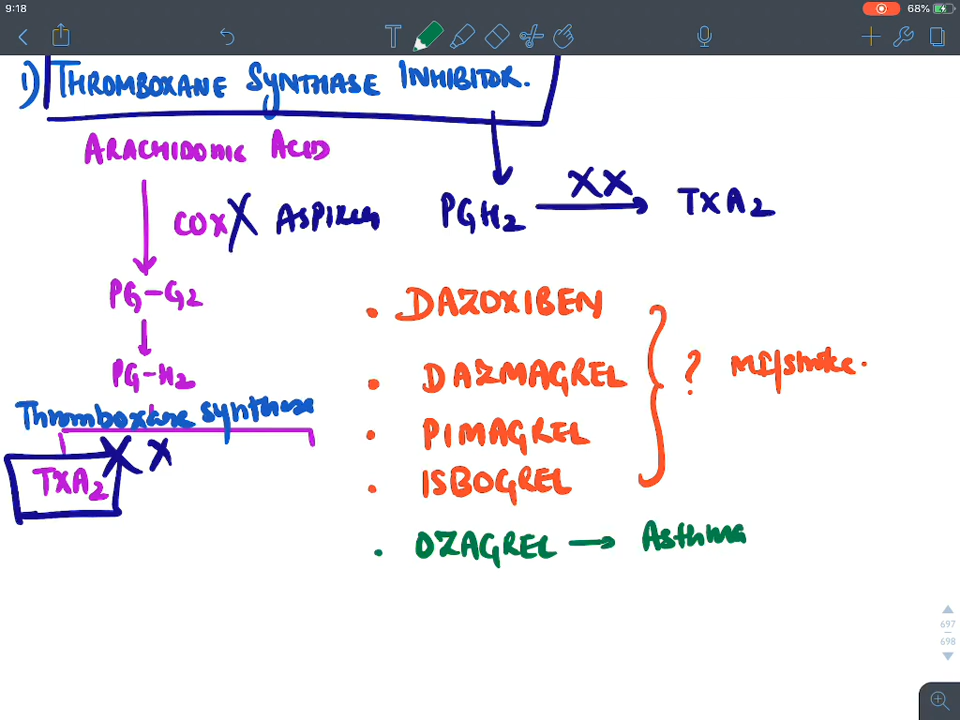 9:18
68%
1) THROMBOXANE SYNTHASE INHIBITOR.
ARACHIDONIC ACID
COX X ASPIRIN
PG-G2
PG-H2
Thromboxane synthase
XX
TXA2
PGH2 XX TXA2
• DAZOXIBEN
• DAZMAGREL
• PIMAGREL
• ISBOGREL
? MI/stroke.
• OZAGREL → Asthma
697
698